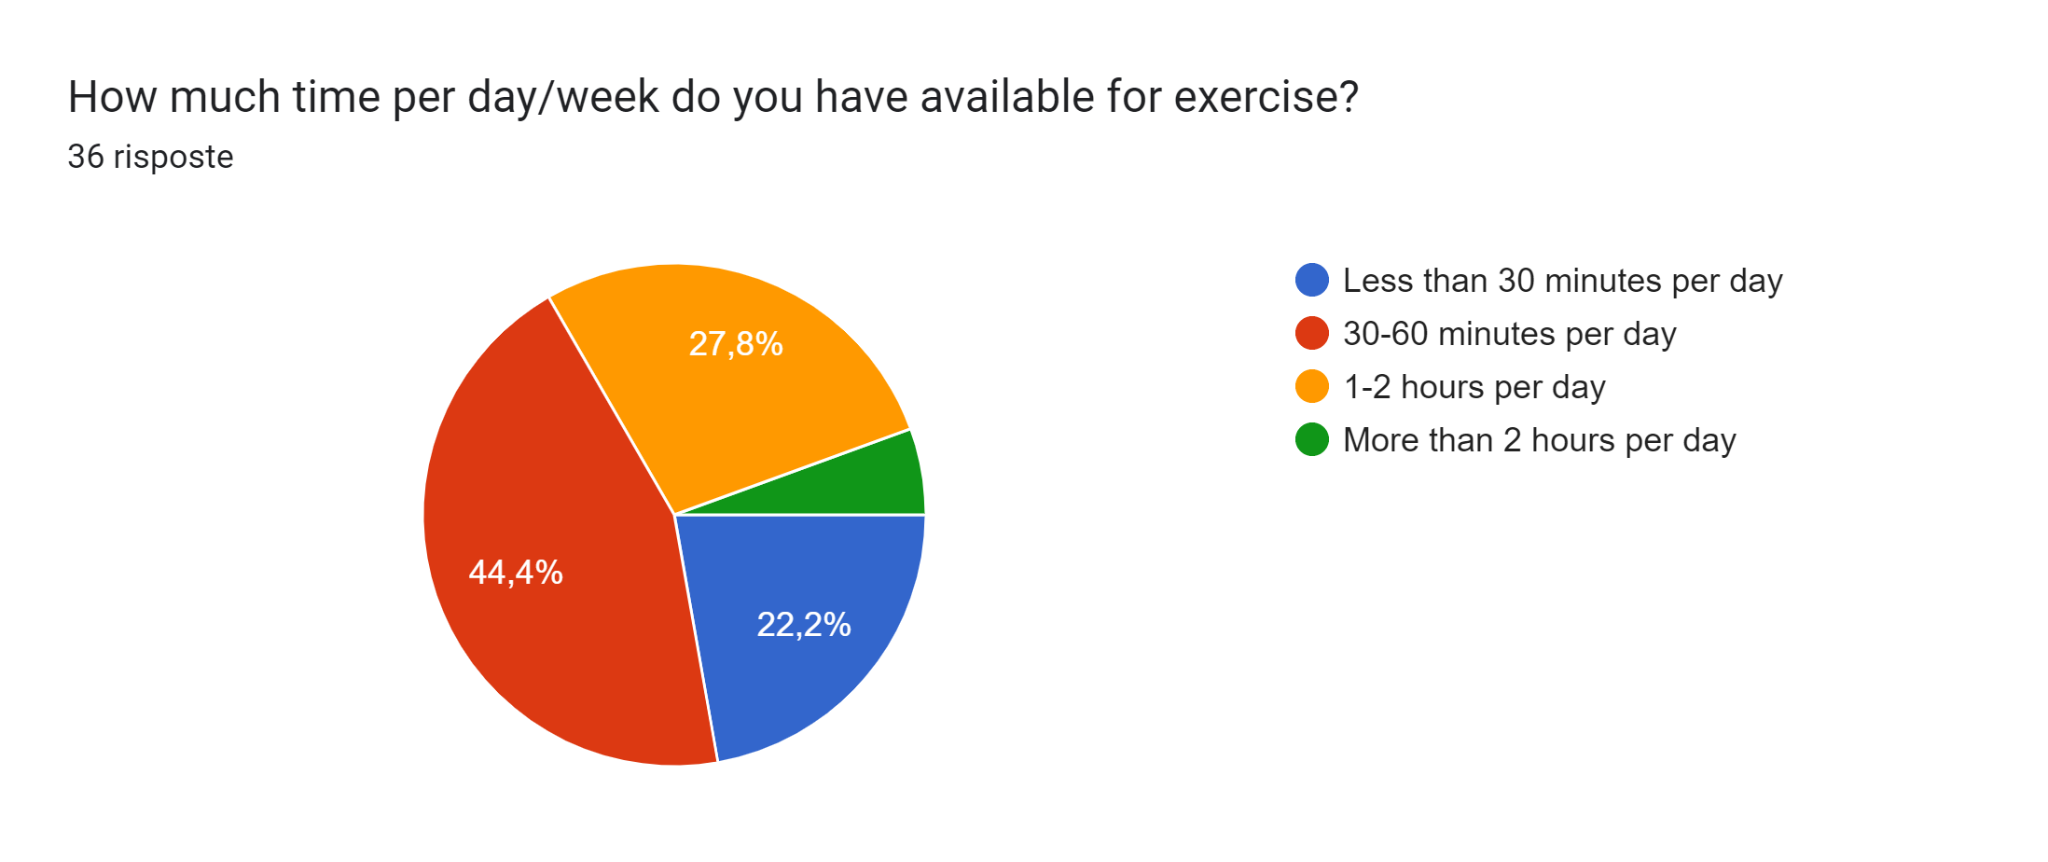 How much time per day/week do you have available for exercise?
36 risposte
27,8%
44,4%
22,2%
Less than 30 minutes per day
30-60 minutes per day
1-2 hours per day
More than 2 hours per day